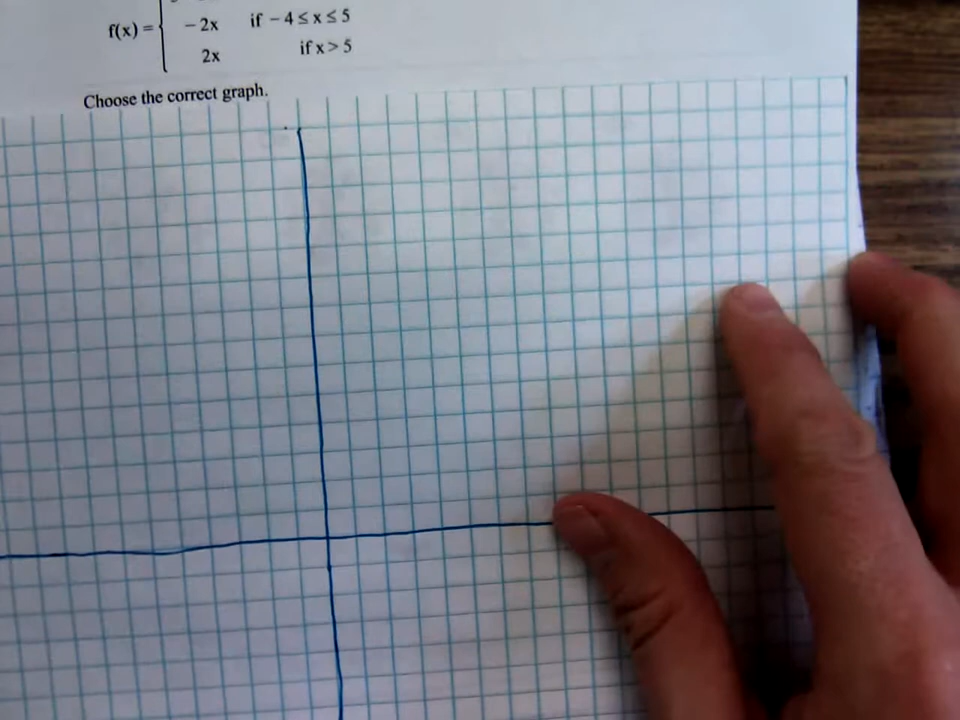 f(x) = { - 2x if - 4 ≤ x ≤ 5
2x if x > 5
Choose the correct graph.